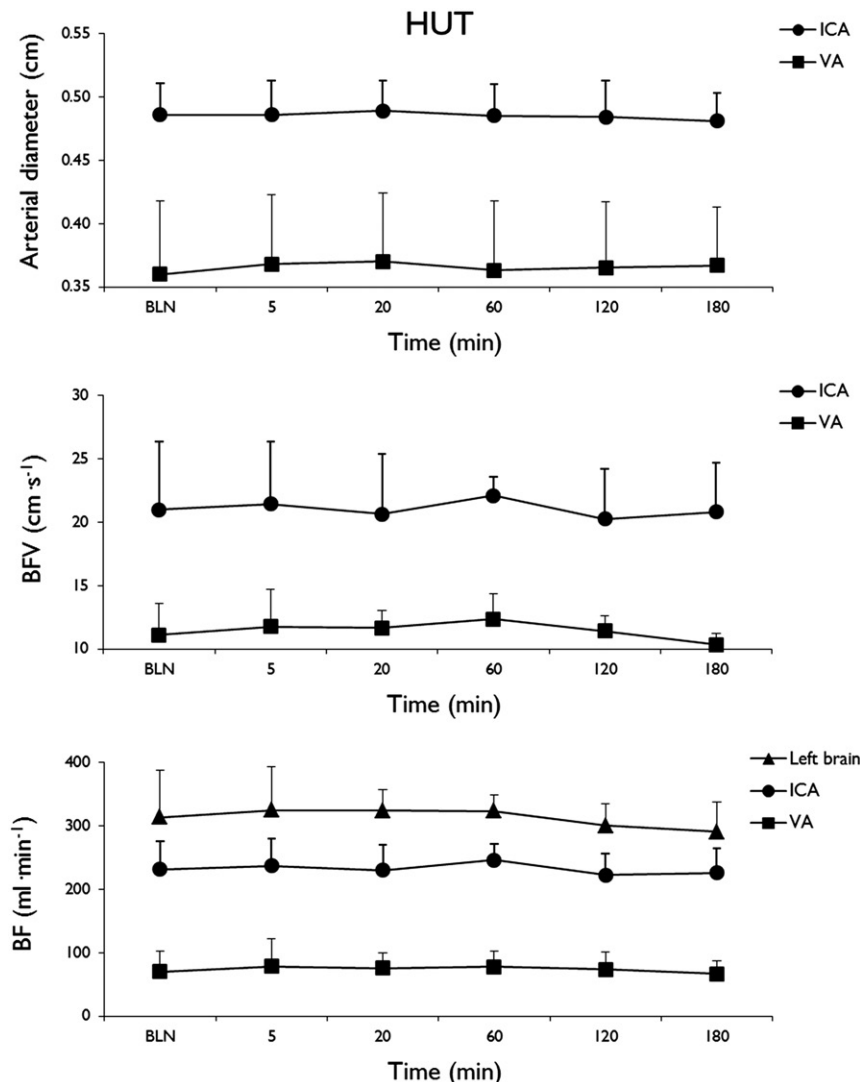 HUT
ICA
VA
Arterial diameter (cm)
0.55
0.50
0.45
0.40
0.35
BLN 5 20 60 120 180
Time (min)
ICA
VA
BFV (cm·s⁻¹)
30
25
20
15
10
BLN 5 20 60 120 180
Time (min)
Left brain
ICA
VA
BF (ml·min⁻¹)
400
300
200
100
0
BLN 5 20 60 120 180
Time (min)